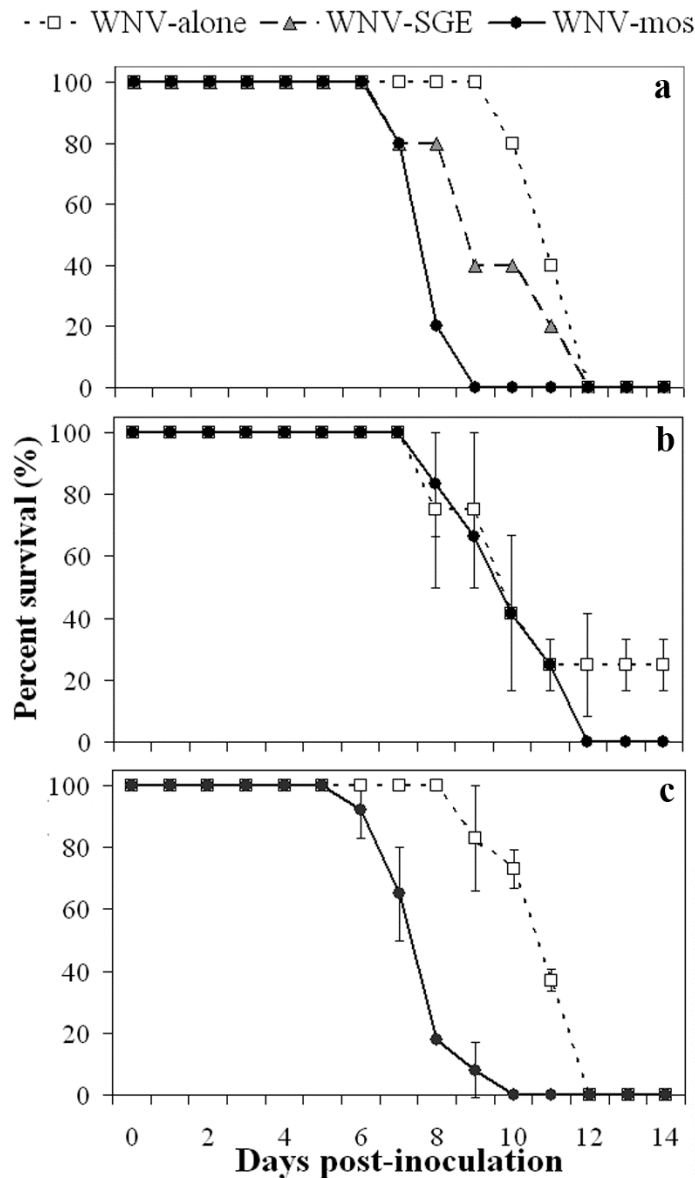 WNV-alone WNV-SGE WNV-mos
a
100
80
60
40
20
0
b
100
80
60
40
20
0
c
100
80
60
40
20
0
Percent survival (%)
0 2 4 6 8 10 12 14
Days post-inoculation